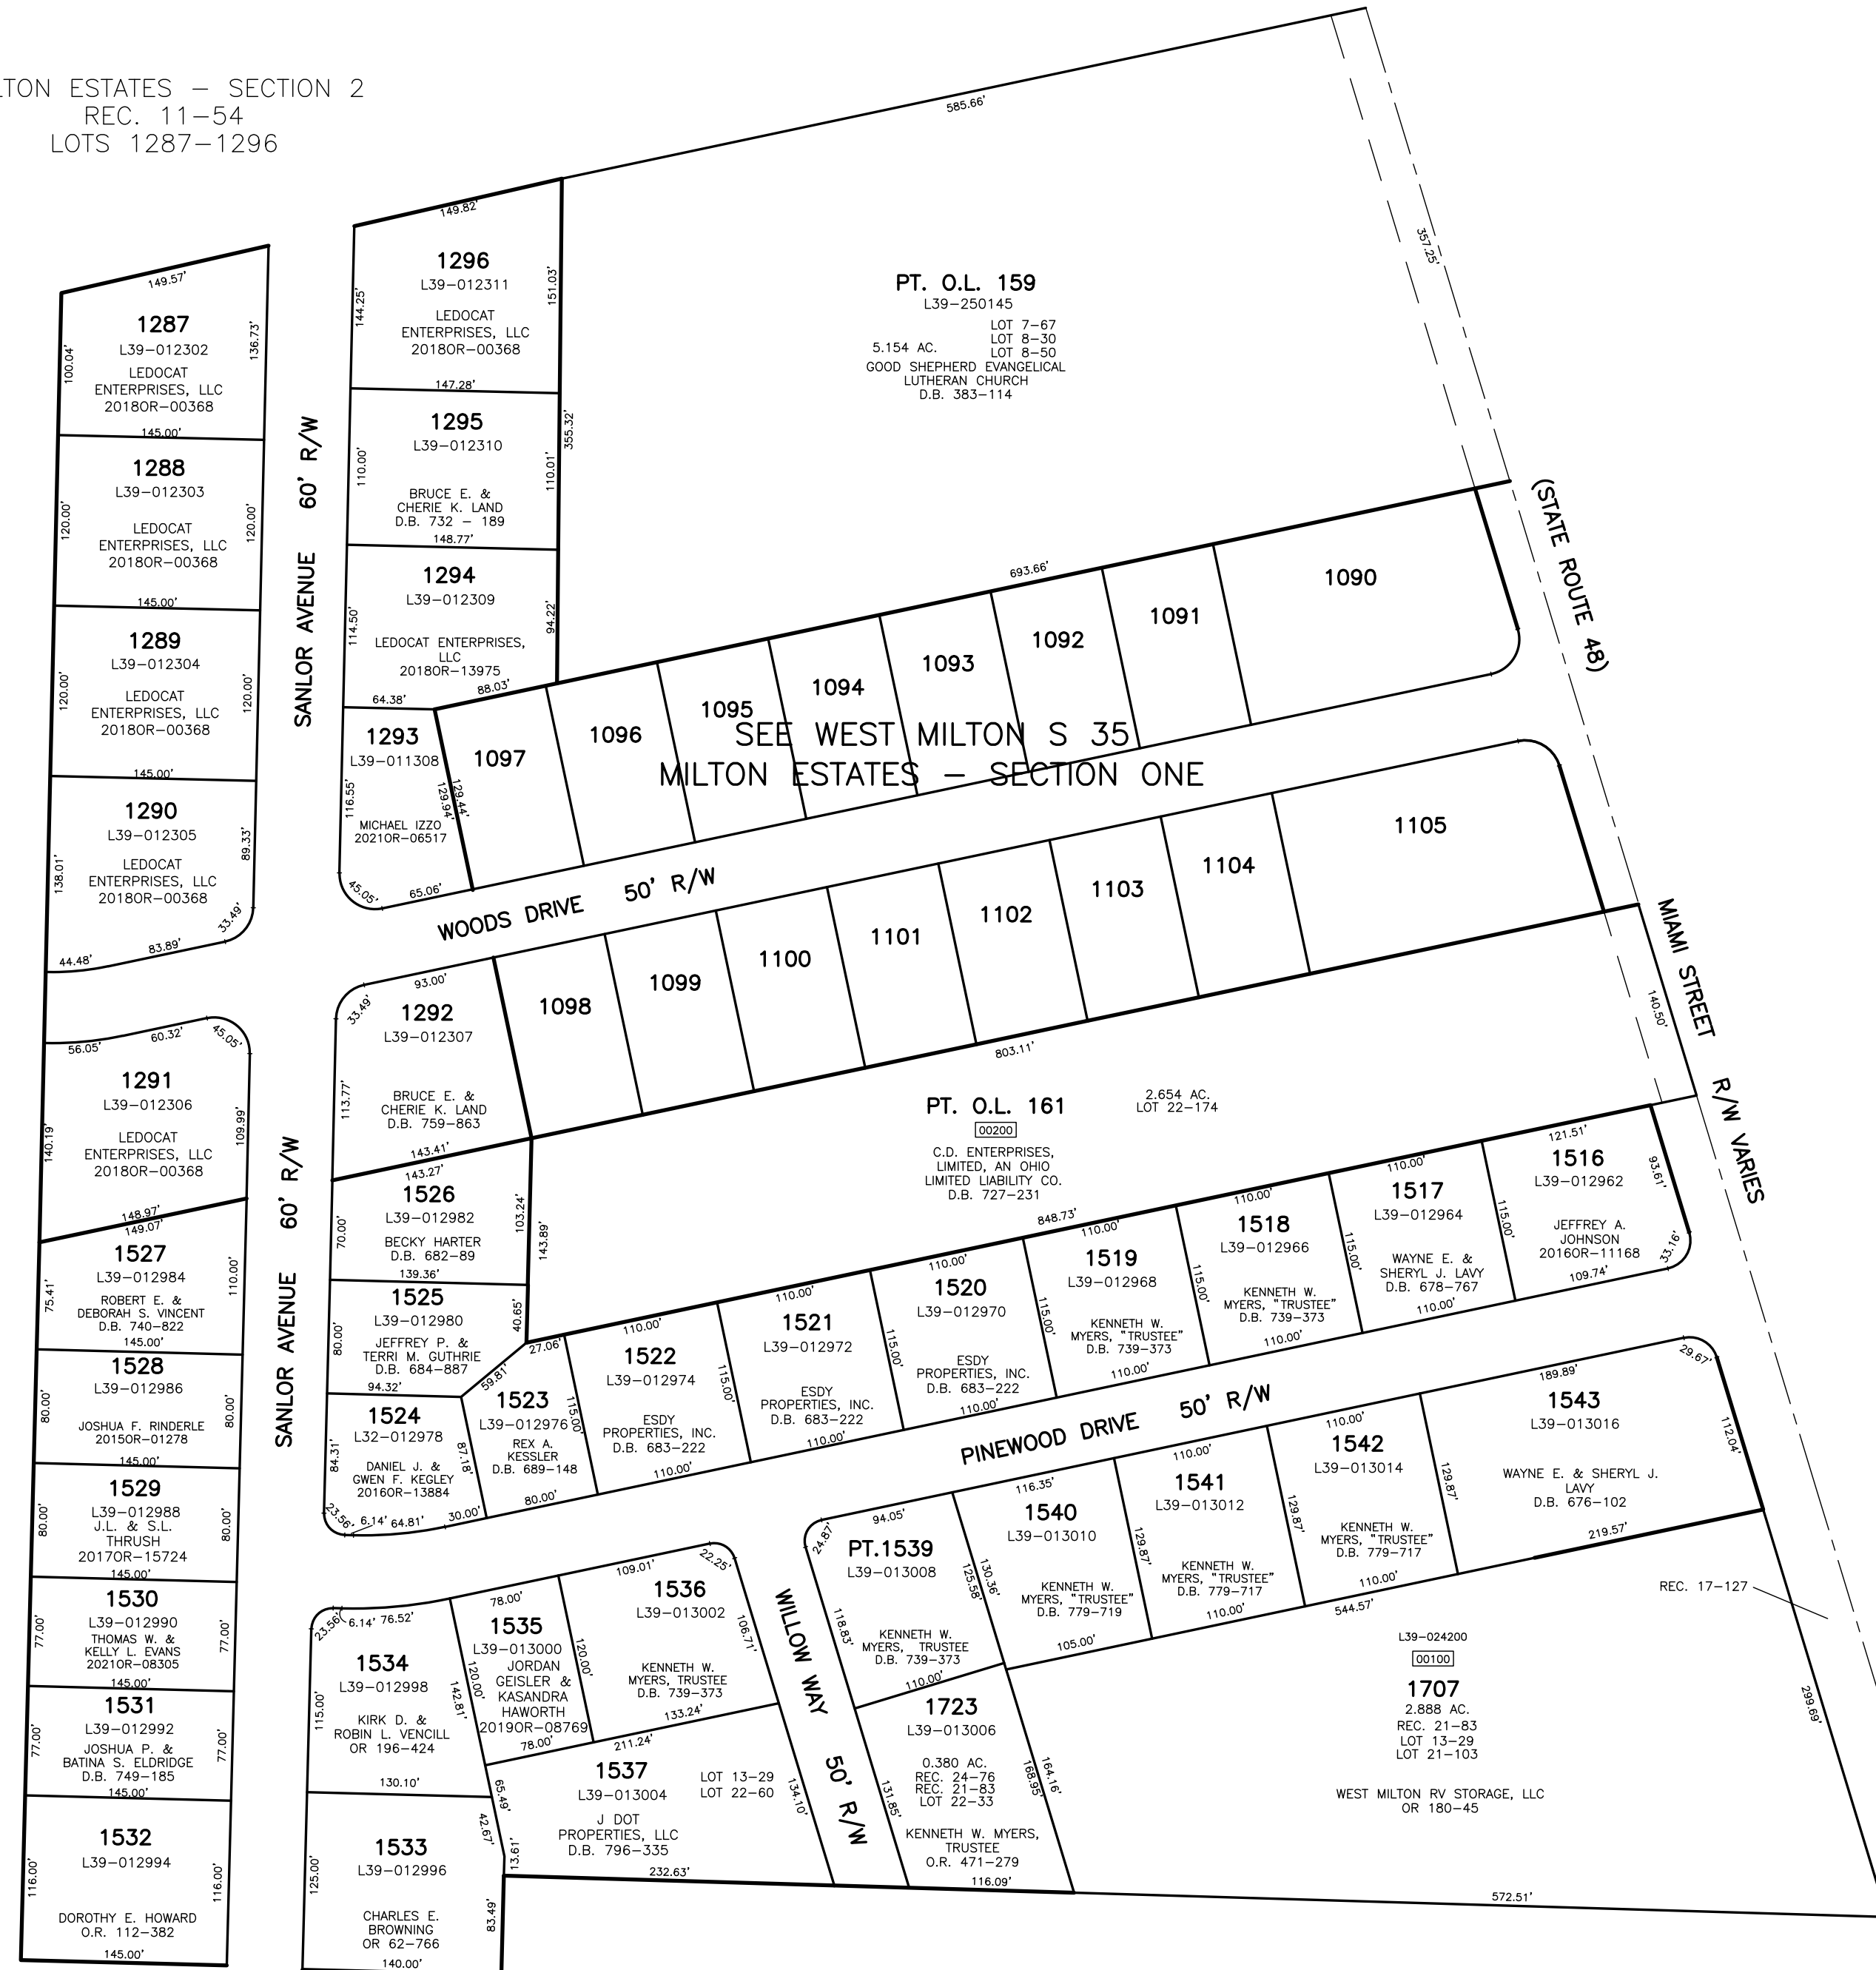 LTON ESTATES – SECTION 2
REC. 11–54
LOTS 1287–1296
149.57'
1287
L39–012302
LEDOCAT
ENTERPRISES, LLC
2018OR–00368
100.04'
136.73'
145.00'
1288
L39–012303
LEDOCAT
ENTERPRISES, LLC
2018OR–00368
120.00'
120.00'
145.00'
1289
L39–012304
LEDOCAT
ENTERPRISES, LLC
2018OR–00368
120.00'
120.00'
145.00'
1290
L39–012305
LEDOCAT
ENTERPRISES, LLC
2018OR–00368
138.01'
89.33'
33.49'
83.89'
44.48'
56.05'
60.32'
45.05'
1291
L39–012306
LEDOCAT
ENTERPRISES, LLC
2018OR–00368
140.19'
109.99'
148.97'
149.07'
1527
L39–012984
ROBERT E. &
DEBORAH S. VINCENT
D.B. 740–822
75.41'
110.00'
145.00'
1528
L39–012986
JOSHUA F. RINDERLE
2015OR–01278
80.00'
80.00'
145.00'
1529
L39–012988
J.L. & S.L.
THRUSH
2017OR–15724
80.00'
80.00'
145.00'
1530
L39–012990
THOMAS W. &
KELLY L. EVANS
2021OR–08305
77.00'
77.00'
145.00'
1531
L39–012992
JOSHUA P. &
BATINA S. ELDRIDGE
D.B. 749–185
77.00'
77.00'
145.00'
1532
L39–012994
DOROTHY E. HOWARD
O.R. 112–382
116.00'
116.00'
145.00'
SANLOR AVENUE 60' R/W
SANLOR AVENUE 60' R/W
149.82'
1296
L39–012311
LEDOCAT
ENTERPRISES, LLC
2018OR–00368
144.25'
151.03'
147.28'
1295
L39–012310
BRUCE E. &
CHERIE K. LAND
D.B. 732 – 189
110.00'
110.01'
355.32'
148.77'
1294
L39–012309
LEDOCAT ENTERPRISES,
LLC
2018OR–13975
114.50'
94.22'
64.38'
88.03'
1293
L39–011308
MICHAEL IZZO
2021OR–06517
116.55'
129.94'
129.44'
45.05'
65.06'
585.66'
357.25'
PT. O.L. 159
L39–250145
LOT 7–67
LOT 8–30
5.154 AC.
LOT 8–50
GOOD SHEPHERD EVANGELICAL
LUTHERAN CHURCH
D.B. 383–114
693.66'
1090
1091
1092
1093
1094
1095
1096
1097
SEE WEST MILTON S 35
MILTON ESTATES – SECTION ONE
WOODS DRIVE 50' R/W
(STATE ROUTE 48)
MIAMI STREET R/W VARIES
1105
1104
1103
1102
1101
1100
1099
1098
93.00'
33.49'
1292
L39–012307
BRUCE E. &
CHERIE K. LAND
D.B. 759–863
113.77'
143.41'
143.27'
1526
L39–012982
BECKY HARTER
D.B. 682–89
70.00'
103.24'
143.89'
139.36'
1525
L39–012980
JEFFREY P. &
TERRI M. GUTHRIE
D.B. 684–887
80.00'
40.65'
94.32'
59.81'
1524
L32–012978
DANIEL J. &
GWEN F. KEGLEY
2016OR–13884
84.31'
87.18'
23.56'
6.14'
64.81'
30.00'
803.11'
140.50'
PT. O.L. 161
00200
2.654 AC.
LOT 22–174
C.D. ENTERPRISES,
LIMITED, AN OHIO
LIMITED LIABILITY CO.
D.B. 727–231
848.73'
27.06'
1523
L39–012976
REX A.
KESSLER
D.B. 689–148
115.00'
80.00'
110.00'
1522
L39–012974
ESDY
PROPERTIES, INC.
D.B. 683–222
115.00'
110.00'
110.00'
1521
L39–012972
ESDY
PROPERTIES, INC.
D.B. 683–222
115.00'
110.00'
110.00'
1520
L39–012970
ESDY
PROPERTIES, INC.
D.B. 683–222
115.00'
110.00'
110.00'
1519
L39–012968
KENNETH W.
MYERS, "TRUSTEE"
D.B. 739–373
115.00'
110.00'
110.00'
1518
L39–012966
KENNETH W.
MYERS, "TRUSTEE"
D.B. 739–373
115.00'
110.00'
110.00'
1517
L39–012964
WAYNE E. &
SHERYL J. LAVY
D.B. 678–767
115.00'
110.00'
121.51'
1516
L39–012962
JEFFREY A.
JOHNSON
2016OR–11168
93.61'
33.16'
109.74'
PINEWOOD DRIVE 50' R/W
23.56'
6.14'
76.52'
1534
L39–012998
KIRK D. &
ROBIN L. VENCILL
OR 196–424
115.00'
142.81'
130.10'
78.00'
1535
L39–013000
JORDAN
GEISLER &
KASANDRA
HAWORTH
2019OR–08769
120.00'
120.00'
78.00'
109.01'
22.25'
1536
L39–013002
KENNETH W.
MYERS, TRUSTEE
D.B. 739–373
106.71'
133.24'
211.24'
1537
L39–013004
LOT 13–29
LOT 22–60
J DOT
PROPERTIES, LLC
D.B. 796–335
65.49'
42.67'
13.61'
134.10'
232.63'
1533
L39–012996
CHARLES E.
BROWNING
OR 62–766
125.00'
83.49'
140.00'
WILLOW WAY 50' R/W
24.87'
94.05'
PT.1539
L39–013008
KENNETH W.
MYERS, TRUSTEE
D.B. 739–373
118.83'
125.58'
130.36'
110.00'
116.35'
1540
L39–013010
KENNETH W.
MYERS, "TRUSTEE"
D.B. 779–719
129.87'
105.00'
110.00'
1541
L39–013012
KENNETH W.
MYERS, "TRUSTEE"
D.B. 779–717
129.87'
110.00'
110.00'
1542
L39–013014
KENNETH W.
MYERS, "TRUSTEE"
D.B. 779–717
129.87'
110.00'
189.89'
29.67'
1543
L39–013016
WAYNE E. & SHERYL J.
LAVY
D.B. 676–102
112.04'
219.57'
544.57'
1723
L39–013006
0.380 AC.
REC. 24–76
REC. 21–83
LOT 22–33
KENNETH W. MYERS,
TRUSTEE
O.R. 471–279
131.85'
168.95'
164.16'
116.09'
REC. 17–127
L39–024200
00100
1707
2.888 AC.
REC. 21–83
LOT 13–29
LOT 21–103
WEST MILTON RV STORAGE, LLC
OR 180–45
299.69'
572.51'